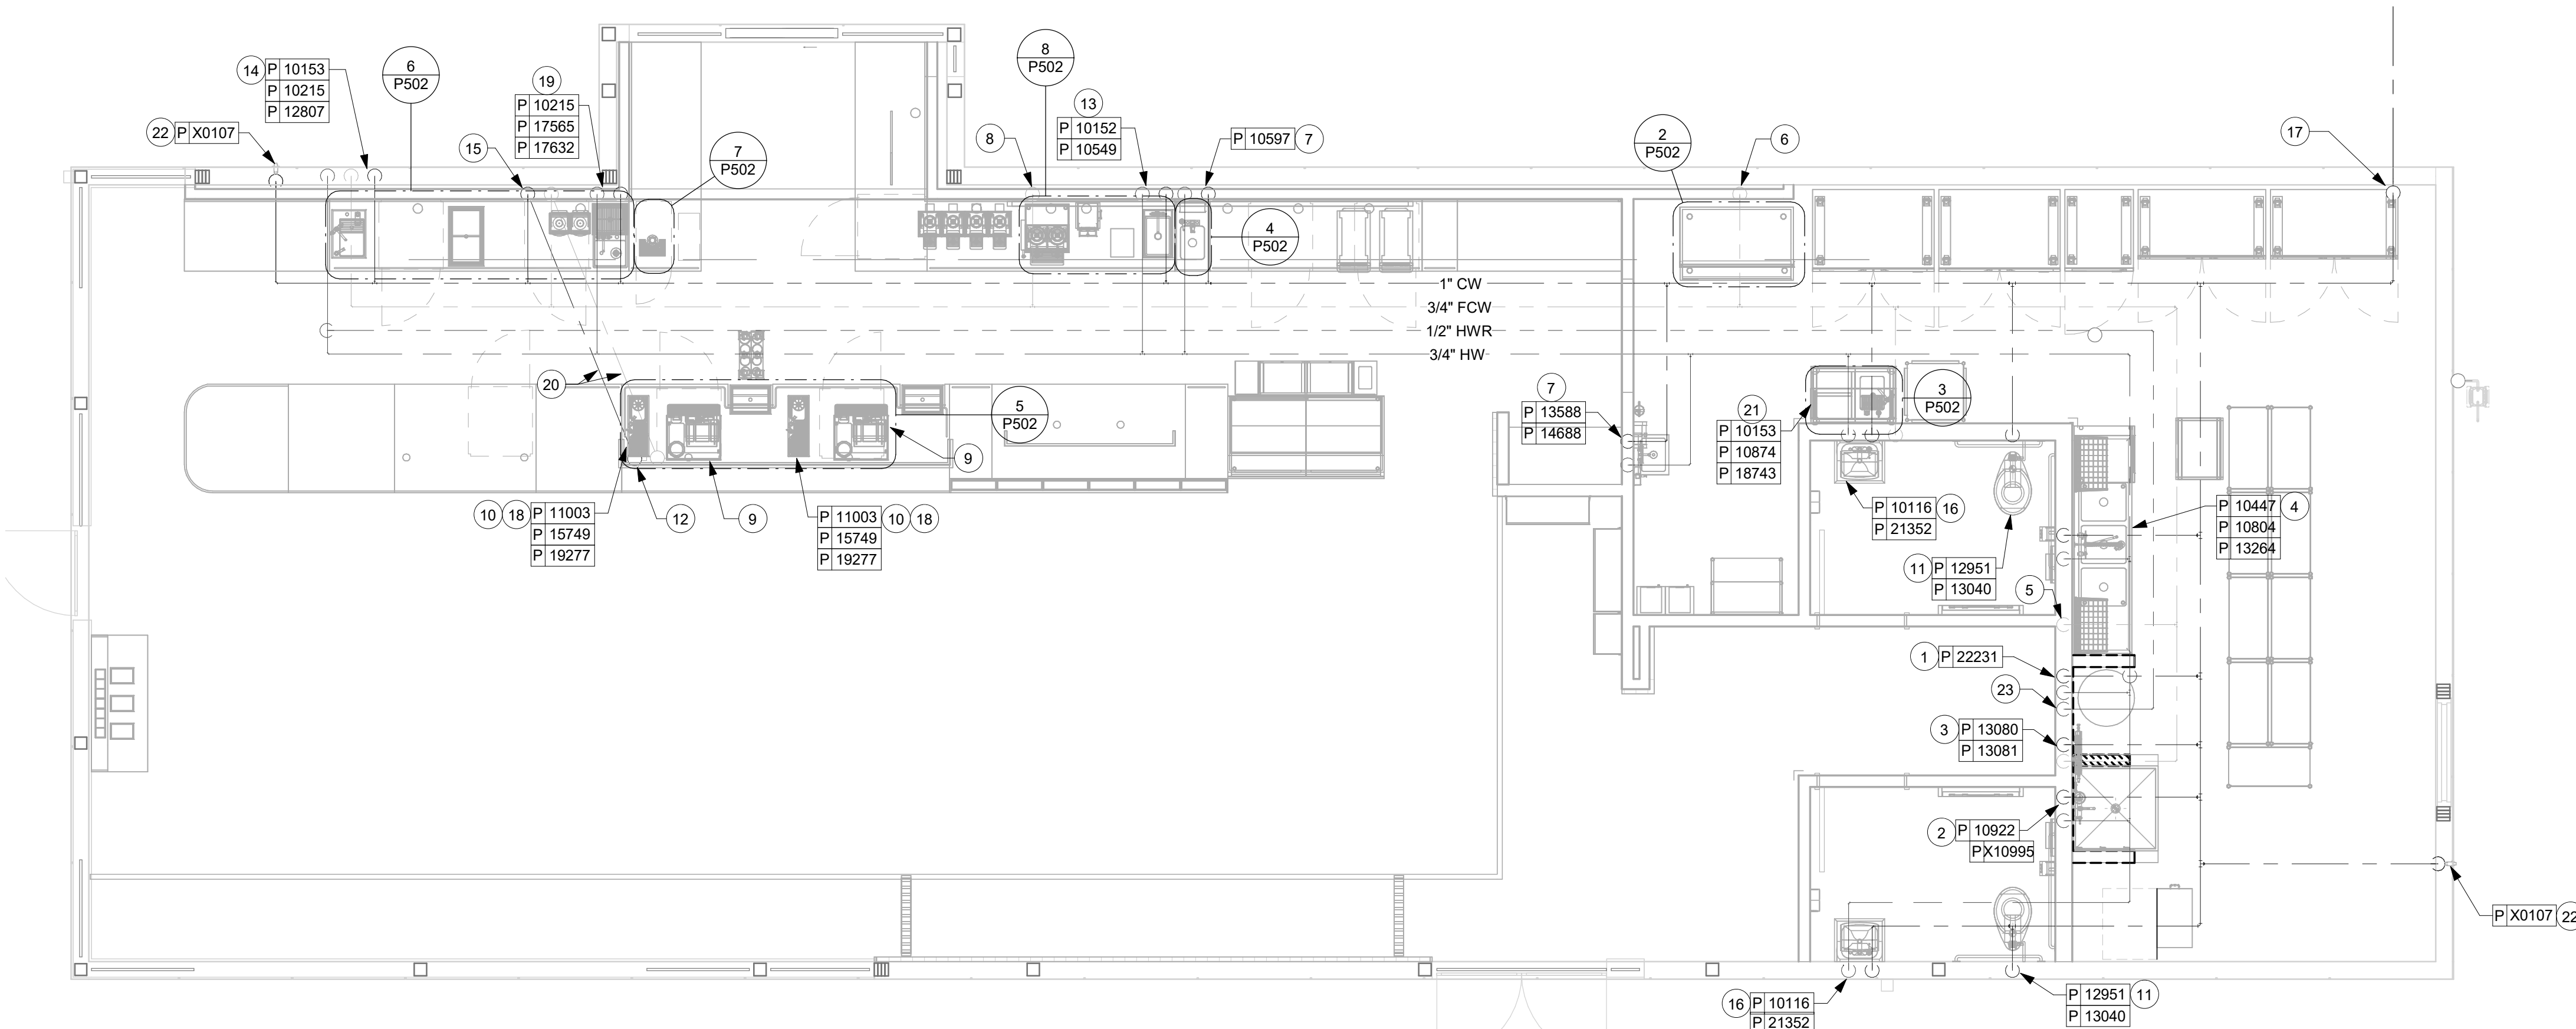 8
P502
6
P502
14 P 10153
P 10215
P 12807
19
P 10215
P 17565
P 17632
13
P 10152
P 10549
22 P X0107
15
7
P502
8
P 10597 7
2
P502
6
17
4
P502
1" CW
3/4" FCW
1/2" HWR
3/4" HW
20
5
P502
7
P 13588
P 14688
21
P 10153
P 10874
P 18743
3
P502
9
10 18 P 11003
P 15749
P 19277
12
9
P 11003 10 18
P 15749
P 19277
P 10116 16
P 21352
P 10447 4
P 10804
P 13264
11 P 12951
P 13040
5
1 P 22231
23
3 P 13080
P 13081
2 P 10922
P X10995
P X0107 22
16 P 10116
P 21352
P 12951 11
P 13040